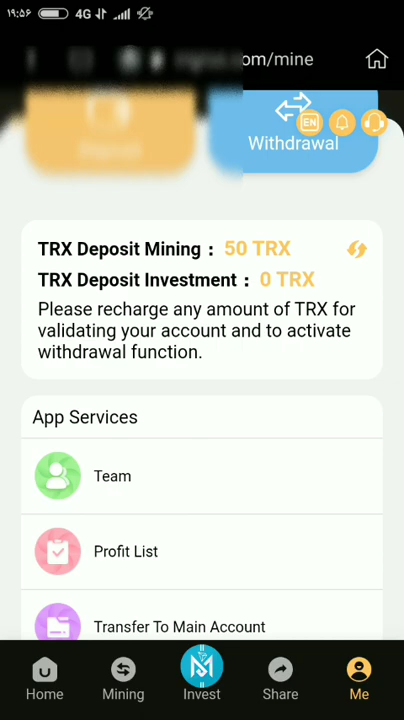 ۱۹:۵۶ 4G
om/mine
EN
Withdrawal
TRX Deposit Mining : 50 TRX
TRX Deposit Investment : 0 TRX
Please recharge any amount of TRX for
validating your account and to activate
withdrawal function.
App Services
Team
Profit List
Transfer To Main Account
Home Mining Invest Share Me